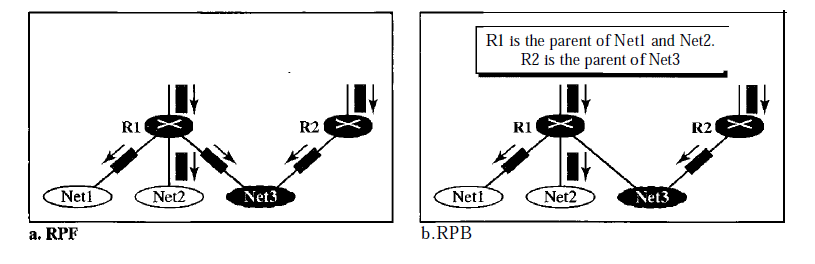 R1 is the parent of Net1 and Net2.
R2 is the parent of Net3
R1
R2
Net1
Net2
Net3
R1
R2
Net1
Net2
Net3
a. RPF
b.RPB